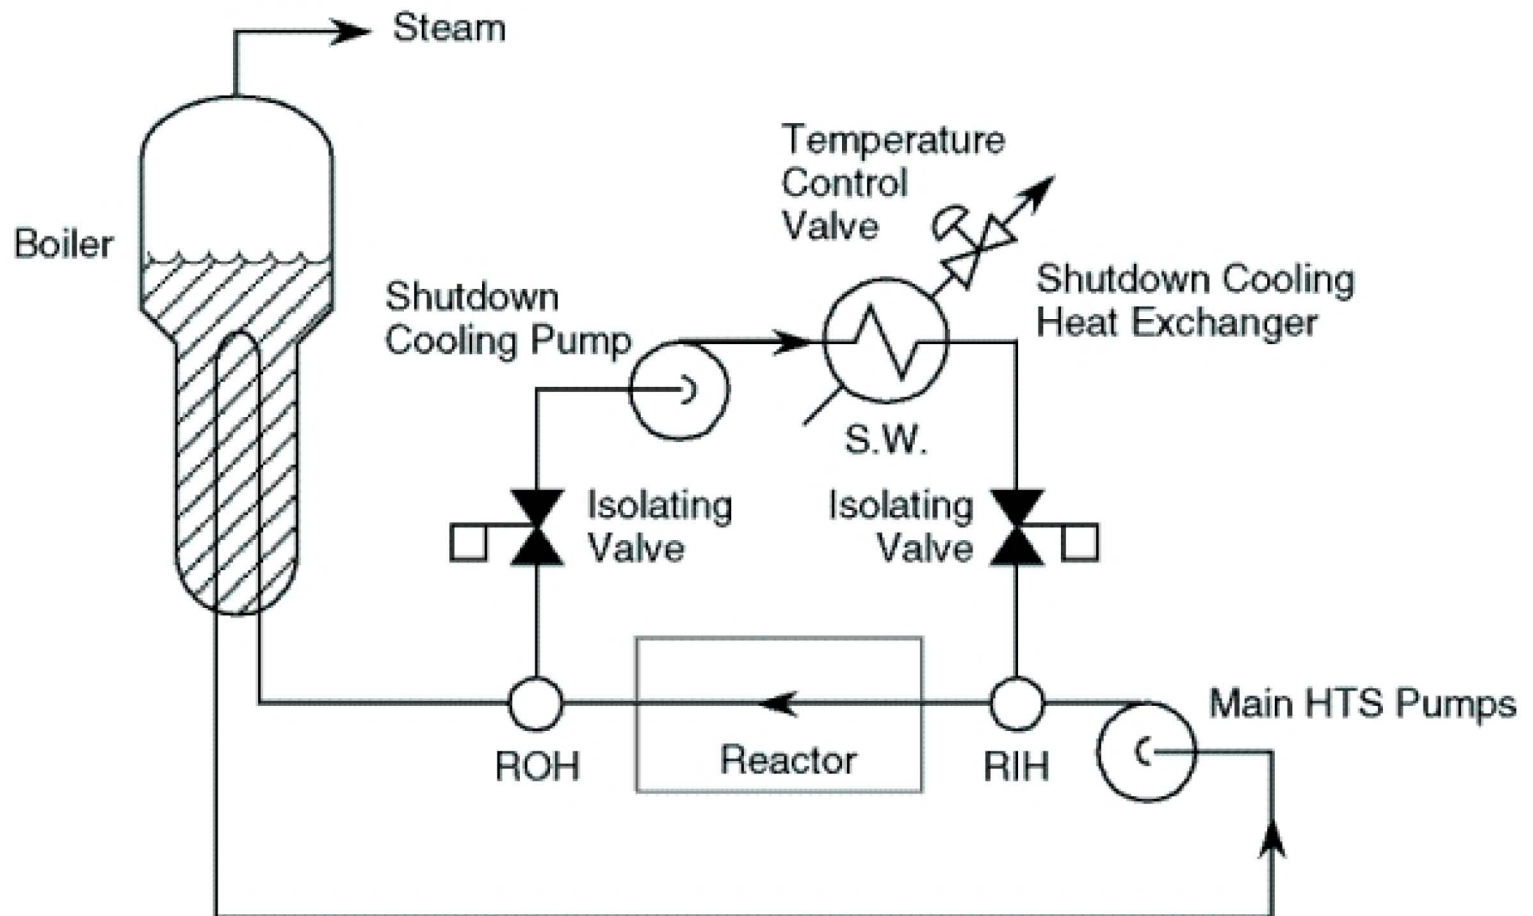 Steam
Temperature
Control
Valve
Boiler
Shutdown Cooling
Heat Exchanger
Shutdown
Cooling Pump
S.W.
Isolating
Valve
Isolating
Valve
Main HTS Pumps
ROH
Reactor
RIH